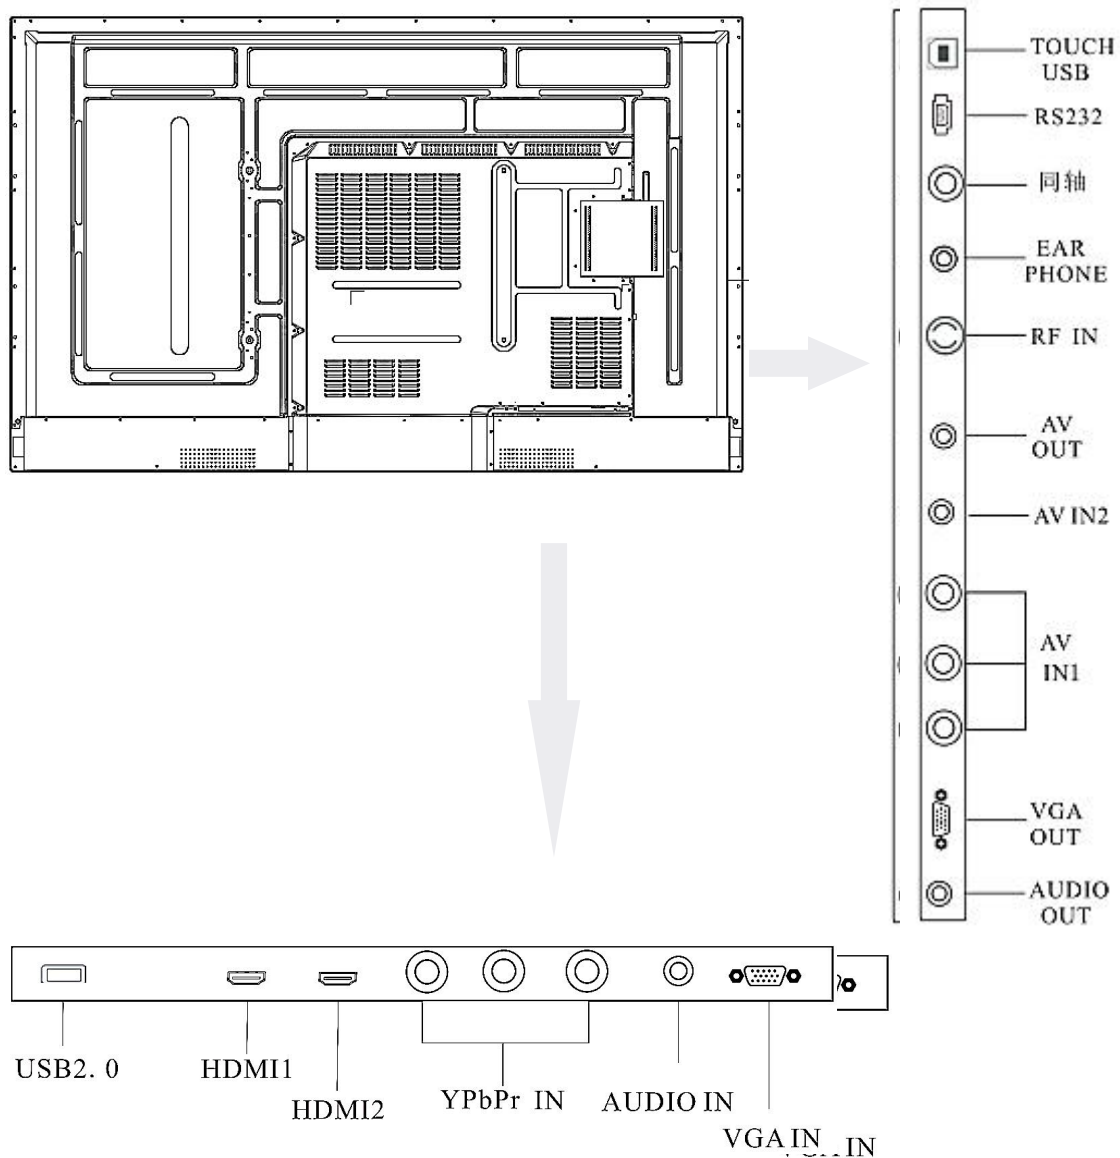 TOUCH
USB
RS232
同轴
EAR
PHONE
RF IN
AV
OUT
AV IN2
AV
IN1
VGA
OUT
AUDIO
OUT
USB2. 0
HDMI1
HDMI2
YPbPr IN
AUDIO IN
VGA IN
IN